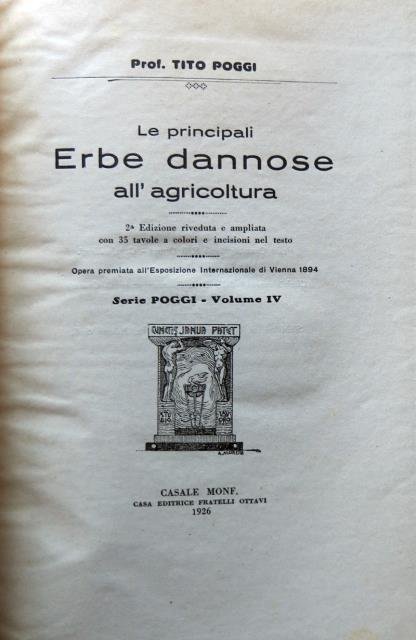 Prof. TITO POGGI
Le principali
Erbe dannose
all' agricoltura
2ª Edizione riveduta e ampliata
con 35 tavole a colori e incisioni nel testo
Opera premiata all'Esposizione Internazionale di Vienna 1894
Serie POGGI - Volume IV
CUNCTIS JANUA PATET
CASALE MONF.
CASA EDITRICE FRATELLI OTTAVI
1926